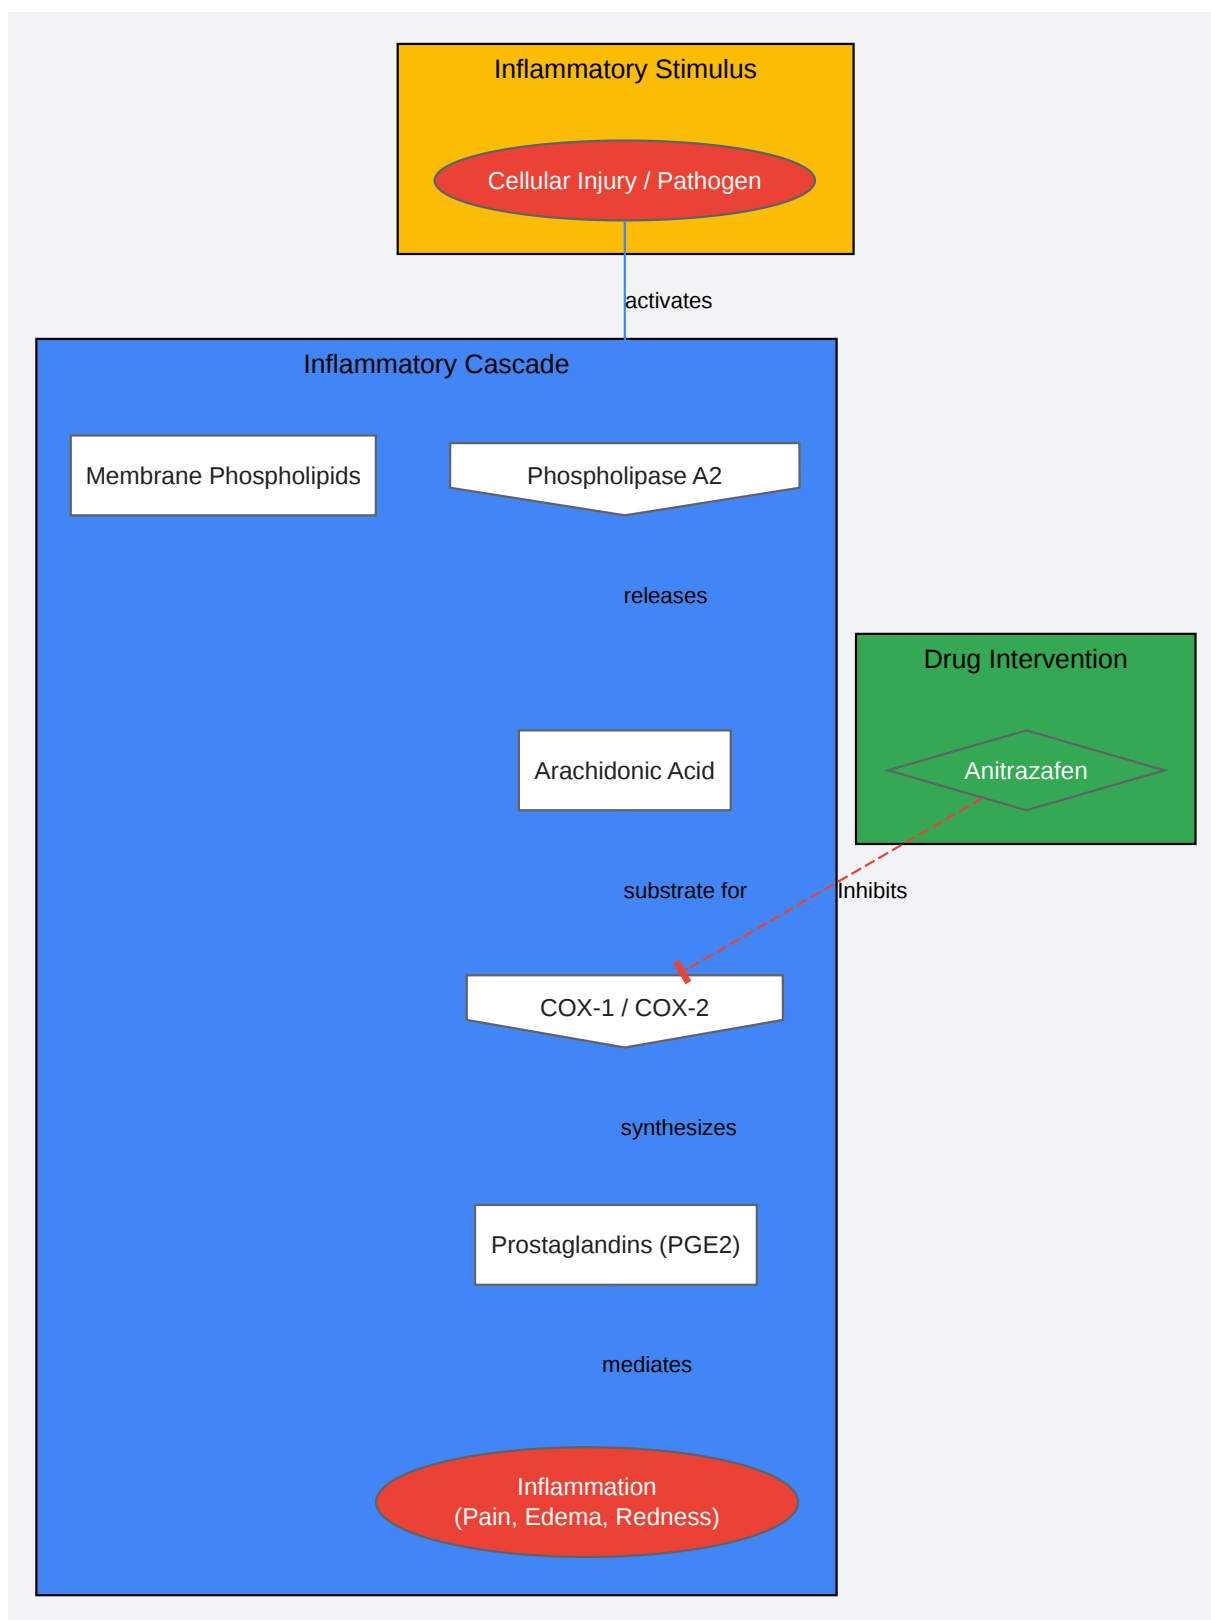 Inflammatory Stimulus
Cellular Injury / Pathogen
activates
Inflammatory Cascade
Membrane Phospholipids
Phospholipase A2
releases
Drug Intervention
Arachidonic Acid
Anitrazafen
substrate for
Inhibits
COX-1 / COX-2
synthesizes
Prostaglandins (PGE2)
mediates
Inflammation
(Pain, Edema, Redness)